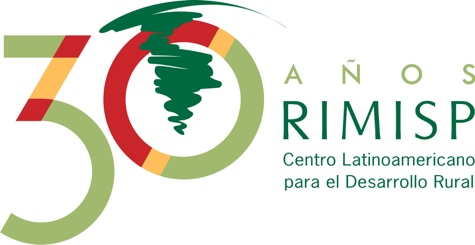 30
AÑOS
RIMISP
Centro Latinoamericano
para el Desarrollo Rural